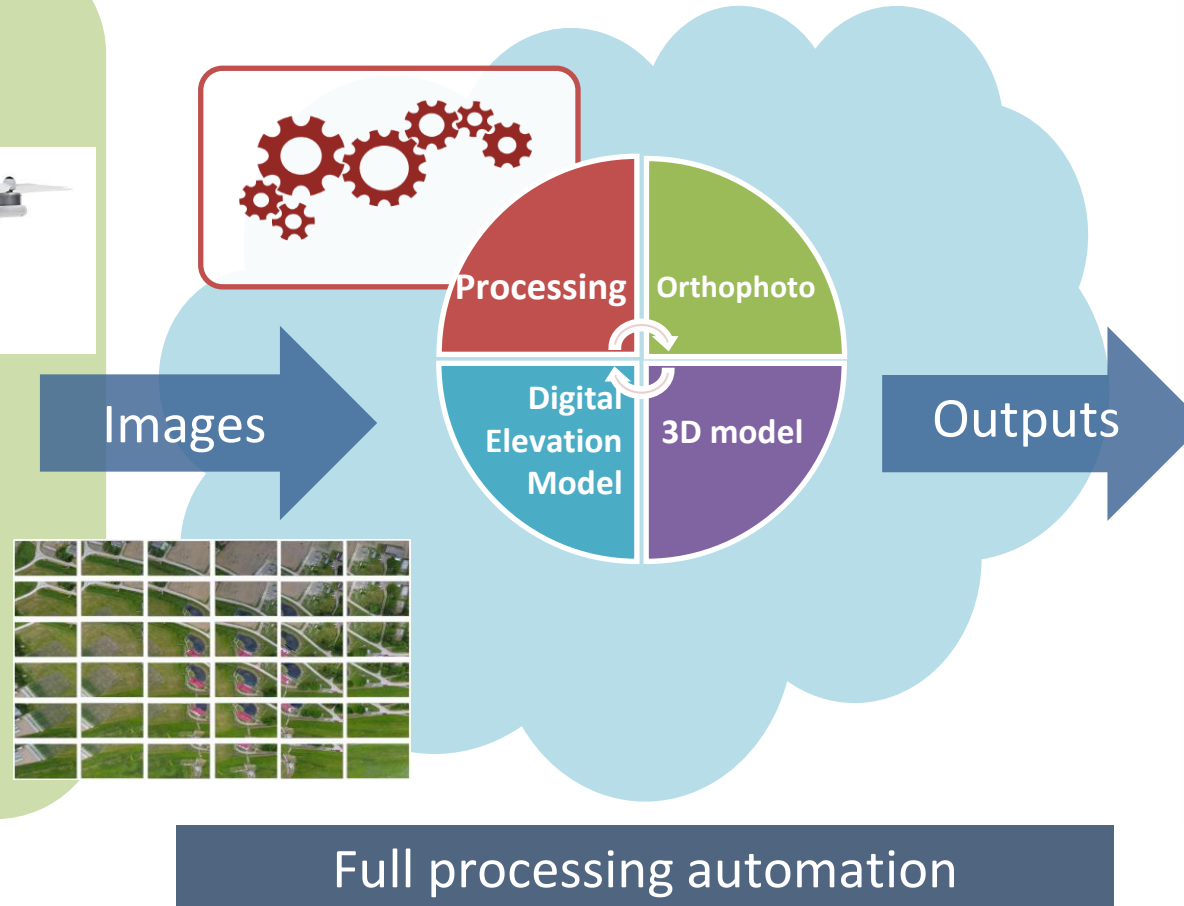 Processing
Orthophoto
Digital
Elevation
Model
3D model
Images
Outputs
Full processing automation